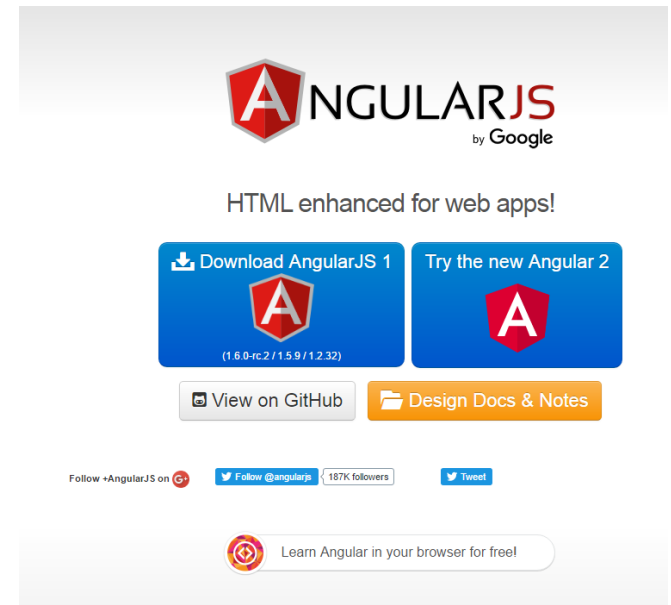 ANGULARJS
by Google
HTML enhanced for web apps!
Download AngularJS 1
(1.6.0-rc.2 / 1.5.9 / 1.2.32)
Try the new Angular 2
View on GitHub
Design Docs & Notes
Follow +AngularJS on G+
Follow @angularjs
187K followers
Tweet
Learn Angular in your browser for free!